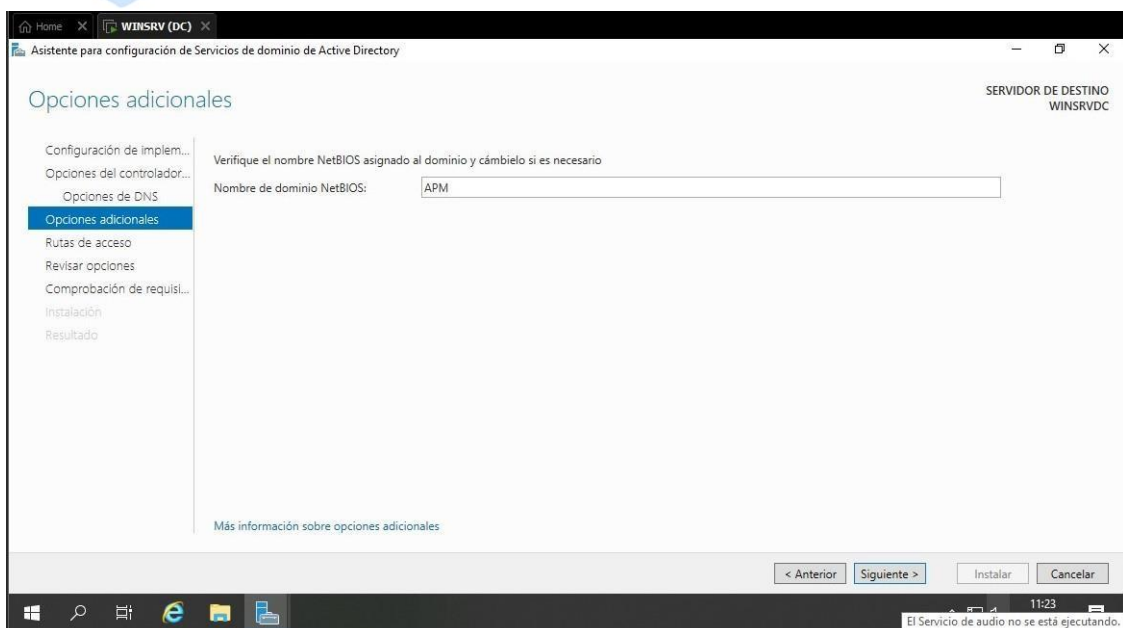 Home
WINSRV (DC)
Asistente para configuración de Servicios de dominio de Active Directory
Opciones adicionales
SERVIDOR DE DESTINO
WINSRVDC
Configuración de implem...
Opciones del controlador...
Opciones de DNS
Opciones adicionales
Rutas de acceso
Revisar opciones
Comprobación de requisi...
Instalación
Resultado
Verifique el nombre NetBIOS asignado al dominio y cámbielo si es necesario
Nombre de dominio NetBIOS: APM
Más información sobre opciones adicionales
< Anterior Siguiente > Instalar Cancelar
11:23
El Servicio de audio no se está ejecutando.